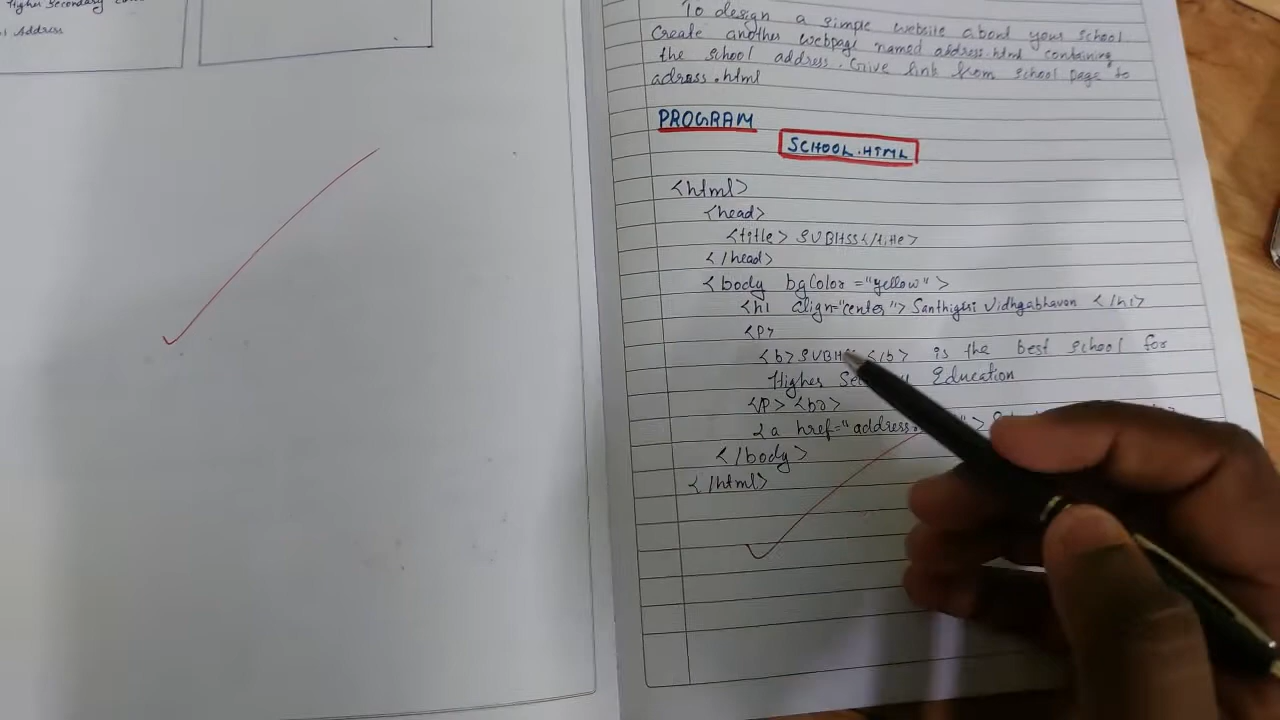 Higher Secondary
Address
To design a simple website about your school
Create another webpage named address.html containing
the school address. Give link from school page to
adrass.html
PROGRAM
SCHOOL.HTML
<html>
<head>
<title> SVBHSS</title>
</head>
<body bgColor ="yellow" >
<h1 align="center"> Santhigiri Vidhyabhavan </h1>
<P>
<b> SVBH </b> is the best school for
Higher Education
<P> <br>
<a href="address. ">
</body>
</html>